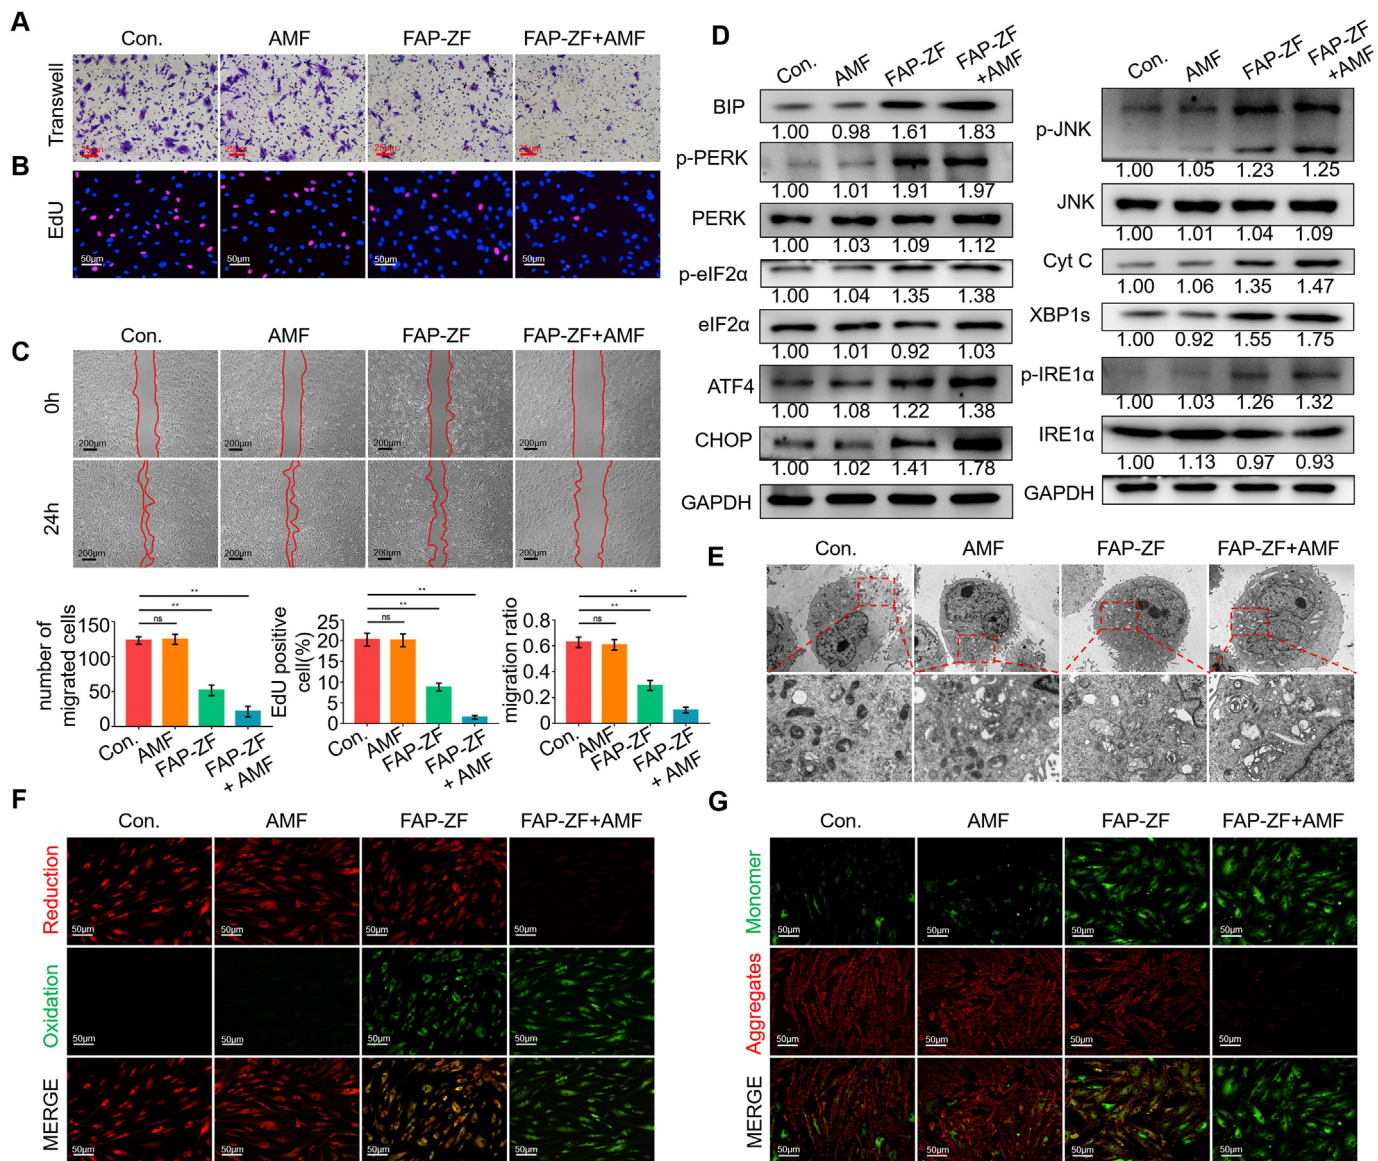 A
Con.
AMF
FAP-ZF
FAP-ZF+AMF
Transwell
25μm
25μm
25μm
25μm
B
EdU
50μm
50μm
50μm
50μm
C
Con.
AMF
FAP-ZF
FAP-ZF+AMF
0h
200μm
200μm
200μm
200μm
24h
200μm
200μm
200μm
200μm
number of
migrated cells
150
100
50
0
**
**
ns
Con.
AMF
FAP-ZF
FAP-ZF
+ AMF
EdU positive
cell(%)
25
20
15
10
5
0
**
**
ns
Con.
AMF
FAP-ZF
FAP-ZF
+ AMF
migration ratio
0.8
0.6
0.4
0.2
0
**
**
ns
Con.
AMF
FAP-ZF
FAP-ZF
+ AMF
D
Con.
AMF
FAP-ZF
FAP-ZF
+AMF
BIP
1.00 0.98 1.61 1.83
p-PERK
1.00 1.01 1.91 1.97
PERK
1.00 1.03 1.09 1.12
p-eIF2α
1.00 1.04 1.35 1.38
eIF2α
1.00 1.01 0.92 1.03
ATF4
1.00 1.08 1.22 1.38
CHOP
1.00 1.02 1.41 1.78
GAPDH
Con.
AMF
FAP-ZF
FAP-ZF
+AMF
p-JNK
1.00 1.05 1.23 1.25
JNK
1.00 1.01 1.04 1.09
Cyt C
1.00 1.06 1.35 1.47
XBP1s
1.00 0.92 1.55 1.75
p-IRE1α
1.00 1.03 1.26 1.32
IRE1α
1.00 1.13 0.97 0.93
GAPDH
E
Con.
AMF
FAP-ZF
FAP-ZF+AMF
F
Con.
AMF
FAP-ZF
FAP-ZF+AMF
Reduction
50μm
50μm
50μm
50μm
Oxidation
50μm
50μm
50μm
50μm
MERGE
50μm
50μm
50μm
50μm
G
Con.
AMF
FAP-ZF
FAP-ZF+AMF
Monomer
50μm
50μm
50μm
50μm
Aggregates
50μm
50μm
50μm
50μm
MERGE
50μm
50μm
50μm
50μm